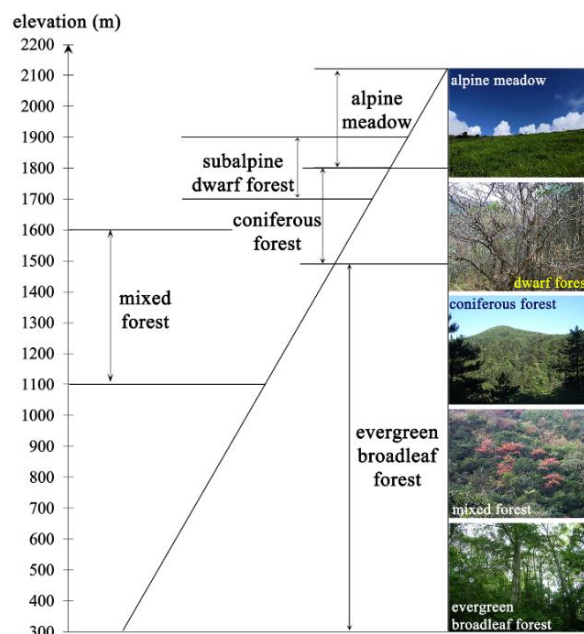 elevation (m)
2200
2100
2000
1900
1800
1700
1600
1500
1400
1300
1200
1100
1000
900
800
700
600
500
400
300
alpine
meadow
subalpine
dwarf forest
coniferous
forest
mixed
forest
evergreen
broadleaf
forest
alpine meadow
dwarf fores
coniferous forest
mixed forest
evergreen
broadleaf forest